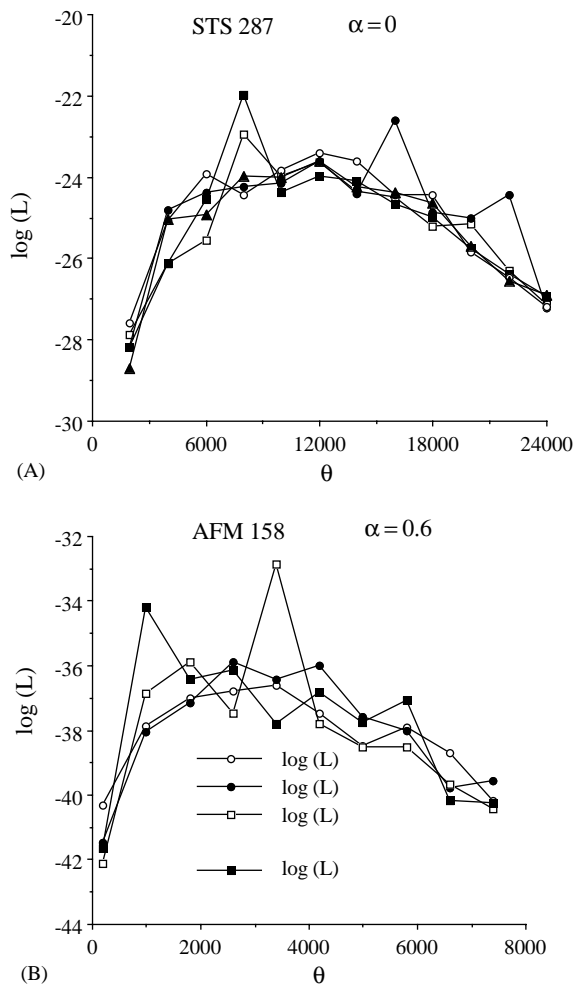 STS 287 α=0
-20
-22
-24
-26
-28
-30
log (L)
0 6000 12000 18000 24000
θ
(A)
AFM 158 α=0.6
-32
-34
-36
-38
-40
-42
-44
log (L)
log (L)
log (L)
log (L)
log (L)
0 2000 4000 6000 8000
θ
(B)